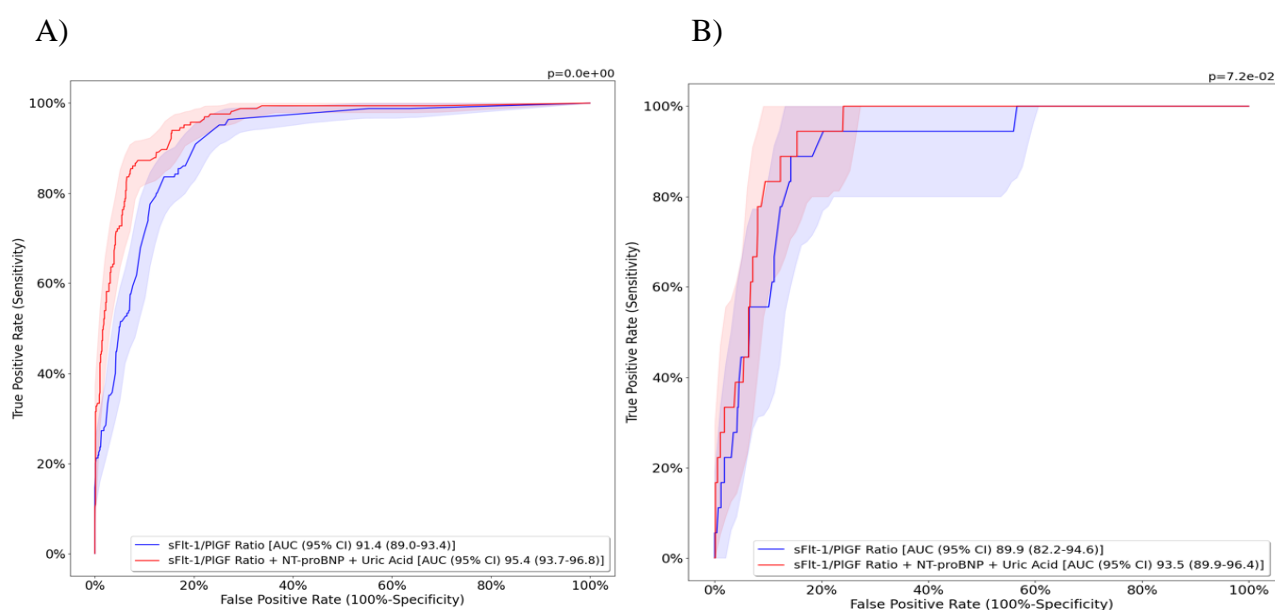 A)
p=0.0e+00
100%
80%
60%
40%
20%
0%
True Positive Rate (Sensitivity)
sFlt-1/PlGF Ratio [AUC (95% CI) 91.4 (89.0-93.4)]
sFlt-1/PlGF Ratio + NT-proBNP + Uric Acid [AUC (95% CI) 95.4 (93.7-96.8)]
0% 20% 40% 60% 80% 100%
False Positive Rate (100%-Specificity)
B)
p=7.2e-02
100%
80%
60%
40%
20%
0%
True Positive Rate (Sensitivity)
sFlt-1/PlGF Ratio [AUC (95% CI) 89.9 (82.2-94.6)]
sFlt-1/PlGF Ratio + NT-proBNP + Uric Acid [AUC (95% CI) 93.5 (89.9-96.4)]
0% 20% 40% 60% 80% 100%
False Positive Rate (100%-Specificity)